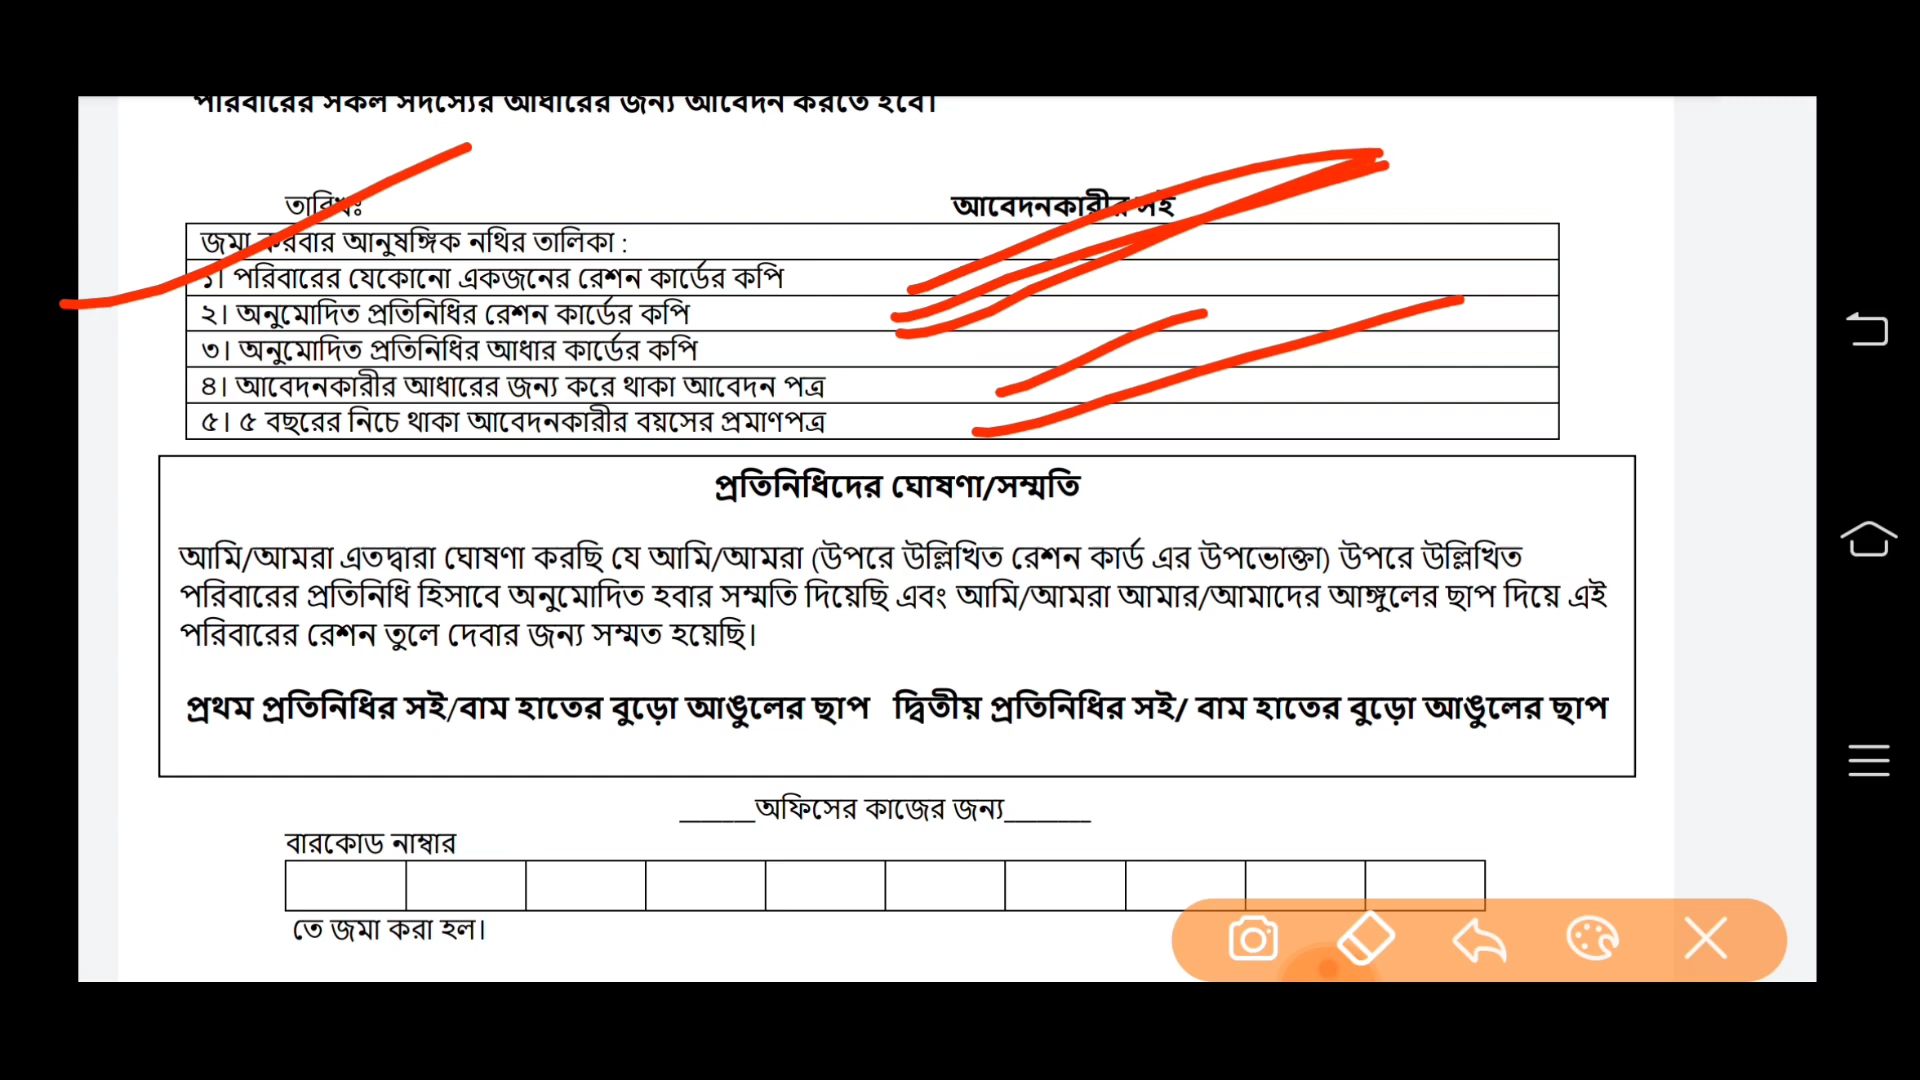 পরিবারের সকল সদস্যের আধারের জন্য আবেদন করতে হবে।
তারিখঃ আবেদনকারীর সই
জমা করবার আনুষঙ্গিক নথির তালিকা :
১। পরিবারের যেকোনো একজনের রেশন কার্ডের কপি
২। অনুমোদিত প্রতিনিধির রেশন কার্ডের কপি
৩। অনুমোদিত প্রতিনিধির আধার কার্ডের কপি
৪। আবেদনকারীর আধারের জন্য করে থাকা আবেদন পত্র
৫। ৫ বছরের নিচে থাকা আবেদনকারীর বয়সের প্রমাণপত্র
প্রতিনিধিদের ঘোষণা/সম্মতি
আমি/আমরা এতদ্বারা ঘোষণা করছি যে আমি/আমরা (উপরে উল্লিখিত রেশন কার্ড এর উপভোক্তা) উপরে উল্লিখিত
পরিবারের প্রতিনিধি হিসাবে অনুমোদিত হবার সম্মতি দিয়েছি এবং আমি/আমরা আমার/আমাদের আঙ্গুলের ছাপ দিয়ে এই
পরিবারের রেশন তুলে দেবার জন্য সম্মত হয়েছি।
প্রথম প্রতিনিধির সই/বাম হাতের বুড়ো আঙুলের ছাপ দ্বিতীয় প্রতিনিধির সই/ বাম হাতের বুড়ো আঙুলের ছাপ
_____অফিসের কাজের জন্য______
বারকোড নাম্বার
তে জমা করা হল।